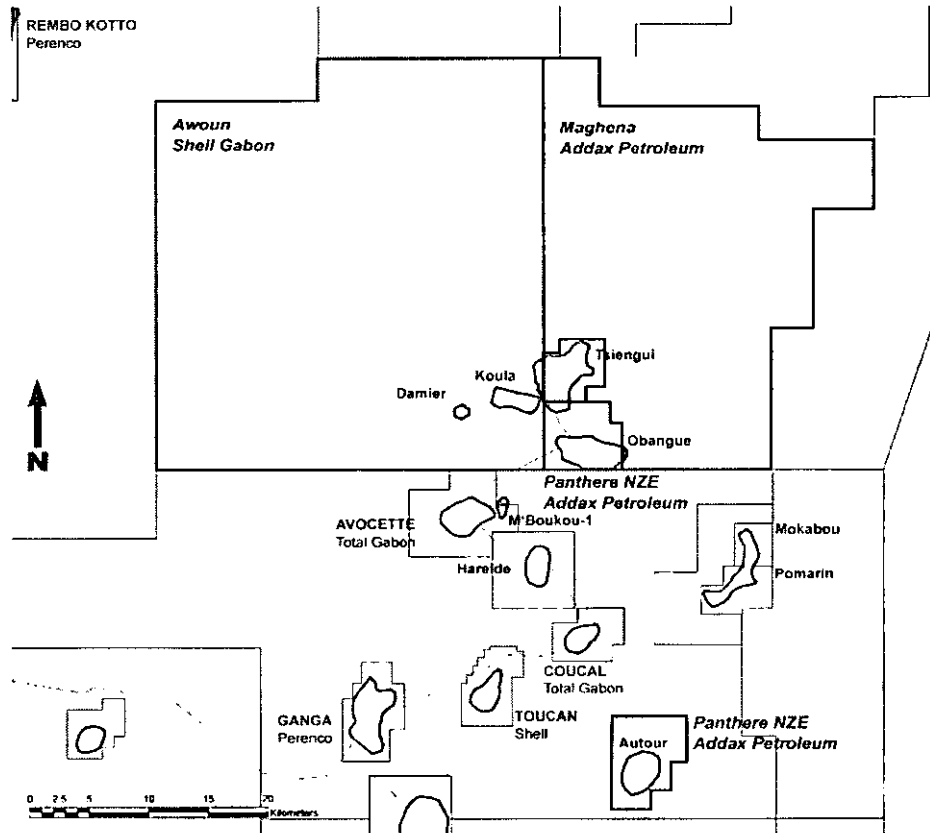 REMBO KOTTO
Perenco
Awoun
Shell Gabon
Maghena
Addax Petroleum
Tsiengui
Koula
Damier
Obangue
N
Panthere NZE
Addax Petroleum
M'Boukou-1
AVOCETTE
Total Gabon
Mokabou
Hareide
Pomarin
COUCAL
Total Gabon
GANGA
Perenco
TOUCAN
Shell
Panthere NZE
Addax Petroleum
Autour
0 2.5 5 10 15 20
Kilometers